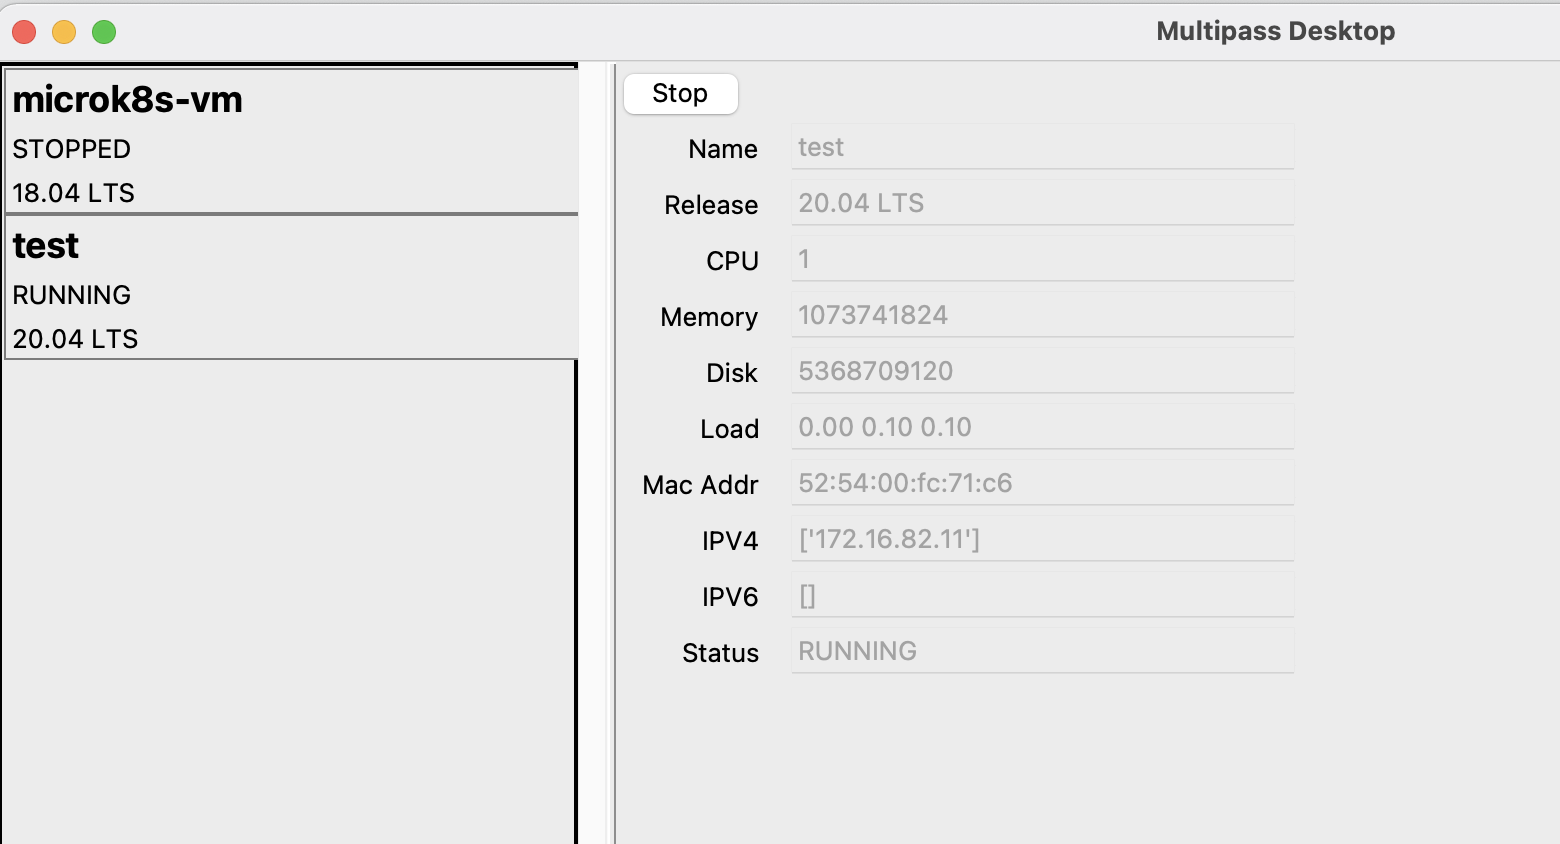 Multipass Desktop
microk8s-vm
STOPPED
18.04 LTS
test
RUNNING
20.04 LTS
Stop
Name test
Release 20.04 LTS
CPU 1
Memory 1073741824
Disk 5368709120
Load 0.00 0.10 0.10
Mac Addr 52:54:00:fc:71:c6
IPV4 ['172.16.82.11']
IPV6 []
Status RUNNING